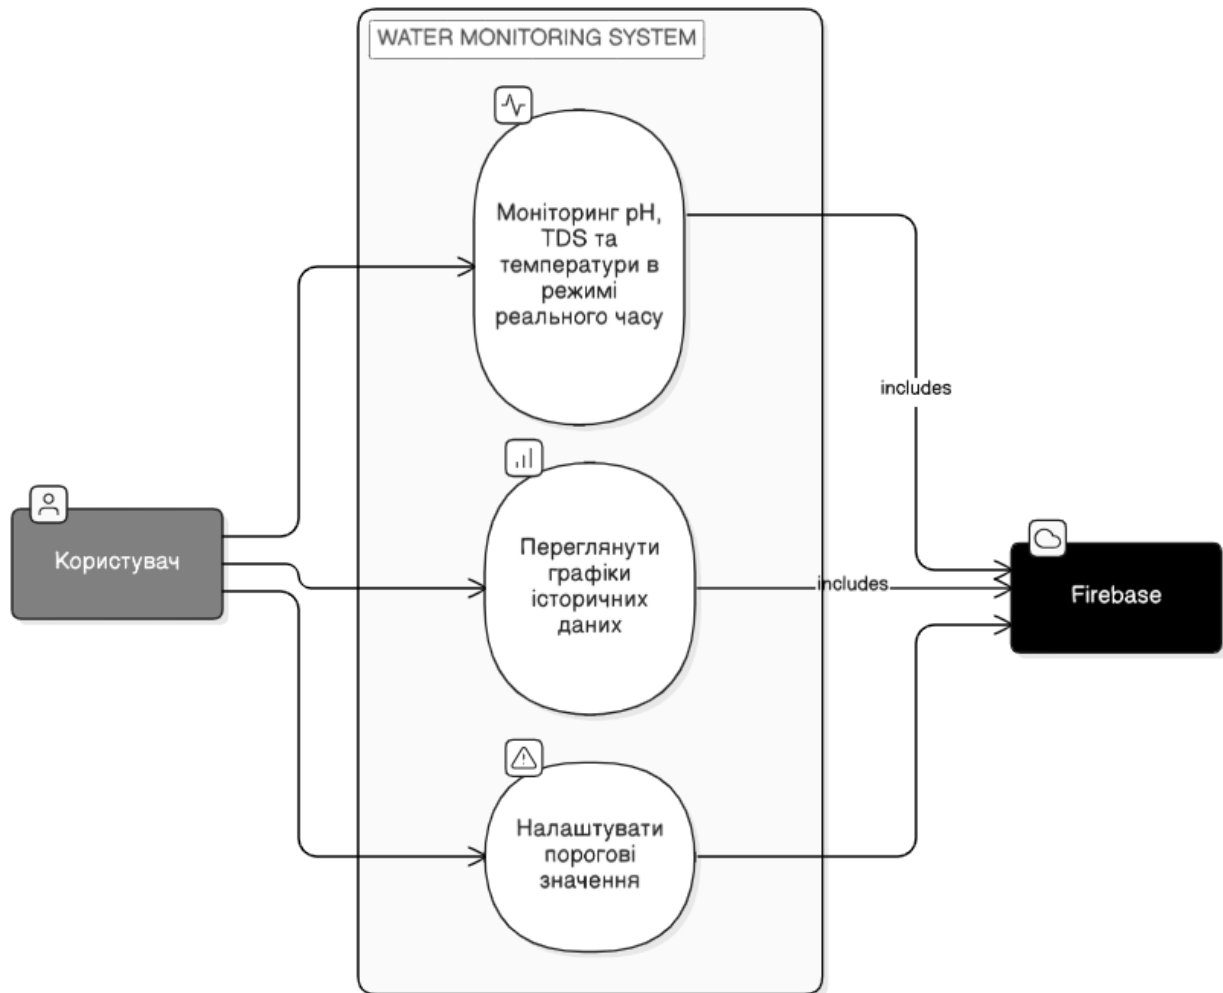 WATER MONITORING SYSTEM
Моніторинг pH,
TDS та
температури в
режимі
реального часу
includes
Користувач
Переглянути
графіки
історичних
даних
includes
Firebase
Налаштувати
порогові
значення